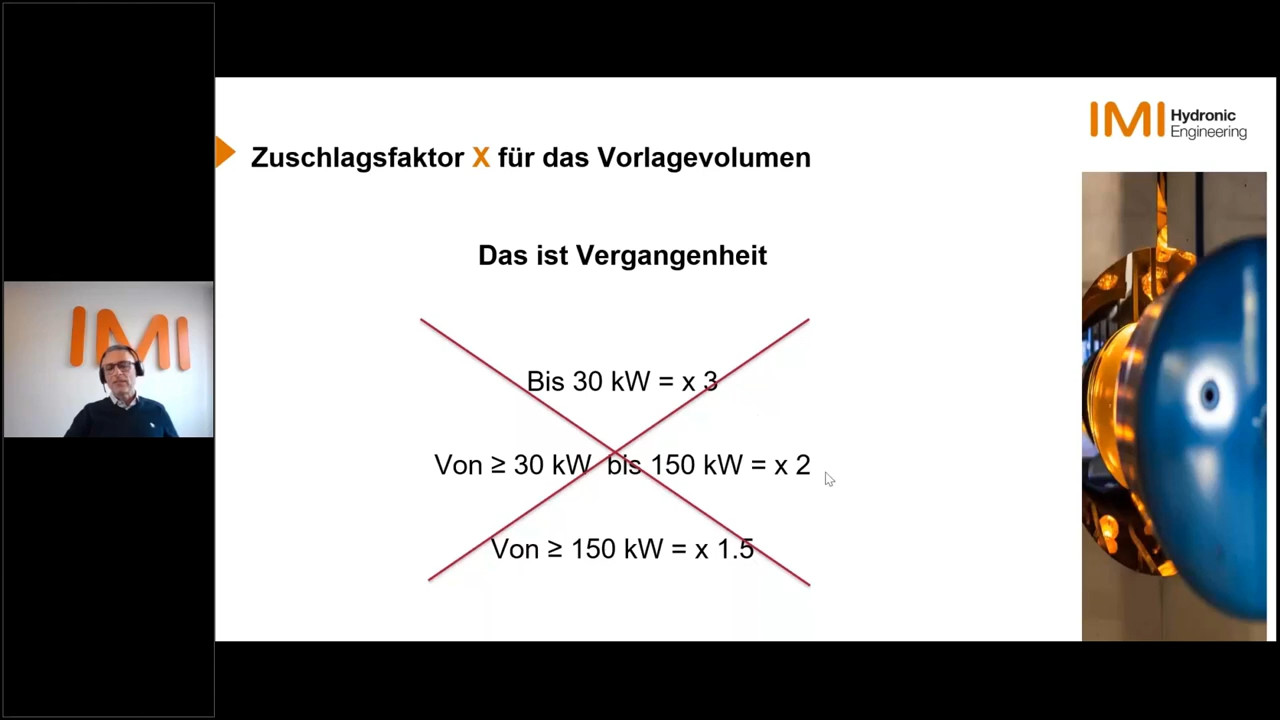 IMI Hydronic
Engineering
Zuschlagsfaktor X für das Vorlagevolumen
Das ist Vergangenheit
IMI
Bis 30 kW = x 3
Von ≥ 30 kW bis 150 kW = x 2
Von ≥ 150 kW = x 1.5